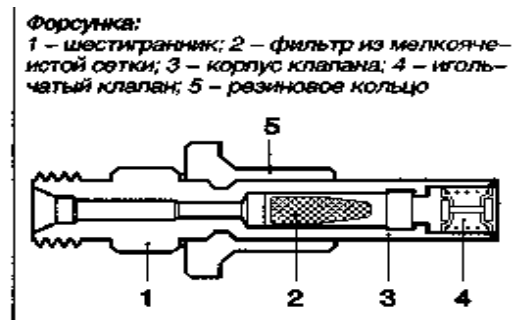 Форсунка:
1 – шестигранник; 2 – фильтр из мелкояче-
истой сетки; 3 – корпус клапана; 4 – иголь-
чатый клапан; 5 – резиновое кольцо
5
1 2 3 4